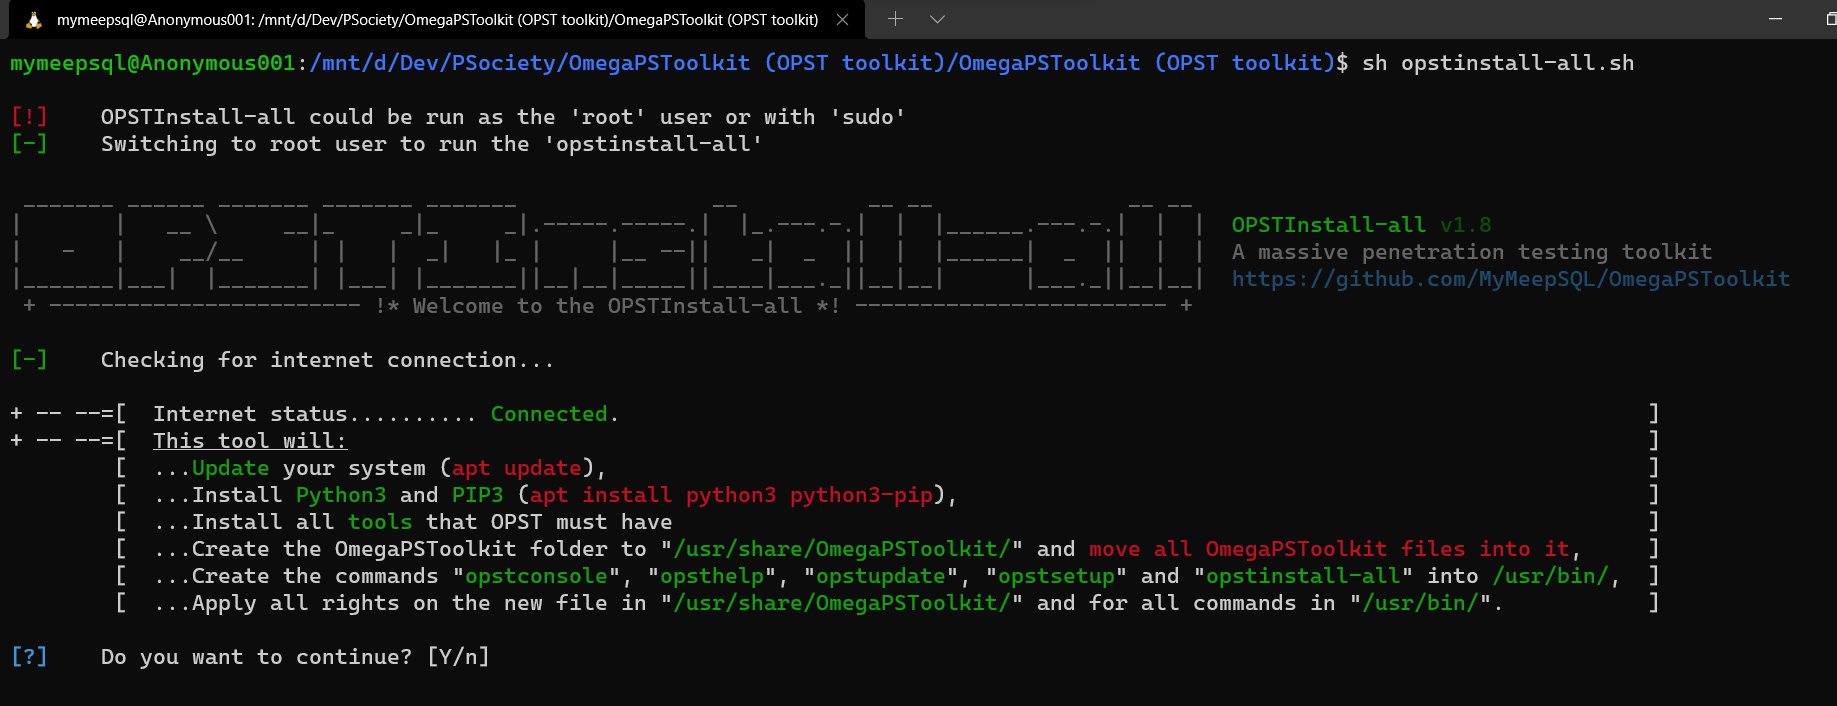 mymeepsql@Anonymous001: /mnt/d/Dev/PSociety/OmegaPSToolkit (OPST toolkit)/OmegaPSToolkit (OPST toolkit)
mymeepsql@Anonymous001:/mnt/d/Dev/PSociety/OmegaPSToolkit (OPST toolkit)/OmegaPSToolkit (OPST toolkit)$ sh opstinstall-all.sh
[!] OPSTInstall-all could be run as the 'root' user or with 'sudo'
[-] Switching to root user to run the 'opstinstall-all'
OPSTInstall-all
OPSTInstall-all v1.8
A massive penetration testing toolkit
https://github.com/MyMeepSQL/OmegaPSToolkit
+ ------------------------ !* Welcome to the OPSTInstall-all *! ------------------------ +
[-] Checking for internet connection...
+ -- --=[ Internet status.......... Connected. ]
+ -- --=[ This tool will: ]
[ ...Update your system (apt update), ]
[ ...Install Python3 and PIP3 (apt install python3 python3-pip), ]
[ ...Install all tools that OPST must have ]
[ ...Create the OmegaPSToolkit folder to "/usr/share/OmegaPSToolkit/" and move all OmegaPSToolkit files into it, ]
[ ...Create the commands "opstconsole", "opsthelp", "opstupdate", "opstsetup" and "opstinstall-all" into /usr/bin/, ]
[ ...Apply all rights on the new file in "/usr/share/OmegaPSToolkit/" and for all commands in "/usr/bin/". ]
[?] Do you want to continue? [Y/n]